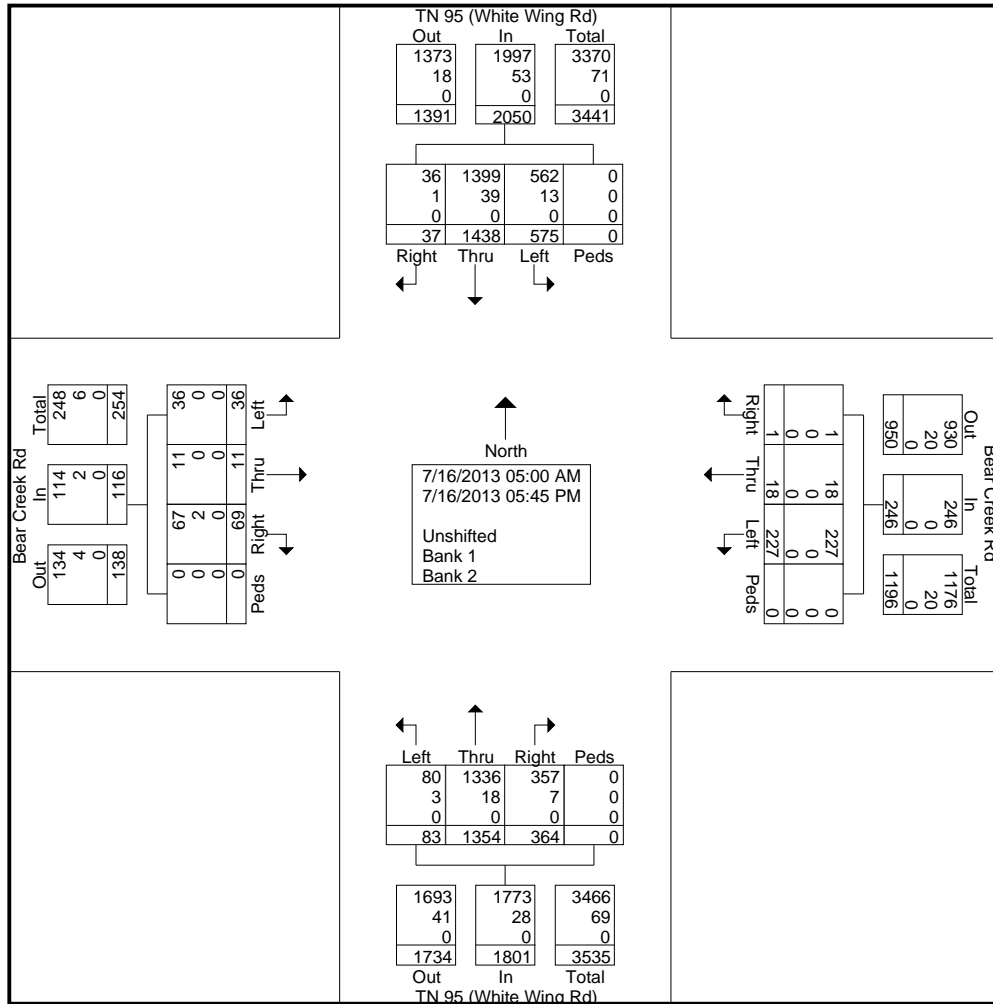 TN 95 (White Wing Rd)
Out In Total
1373 1997 3370
18 53 71
0 0 0
1391 2050 3441
36 1399 562 0
1 39 13 0
0 0 0 0
37 1438 575 0
Right Thru Left Peds
Bear Creek Rd
Total In Out
248 114 134
6 2 4
0 0 0
254 116 138
36 11 67 0
0 0 2 0
0 0 0 0
36 11 69 0
Left Thru Right Peds
North
7/16/2013 05:00 AM
7/16/2013 05:45 PM
Unshifted
Bank 1
Bank 2
Right Thru Left Peds
1 18 227 0
0 0 0 0
0 0 0 0
1 18 227 0
Bear Creek Rd
Out In Total
930 246 1176
20 0 20
0 0 0
950 246 1196
Left Thru Right Peds
80 1336 357 0
3 18 7 0
0 0 0 0
83 1354 364 0
1693 1773 3466
41 28 69
0 0 0
1734 1801 3535
Out In Total
TN 95 (White Wing Rd)